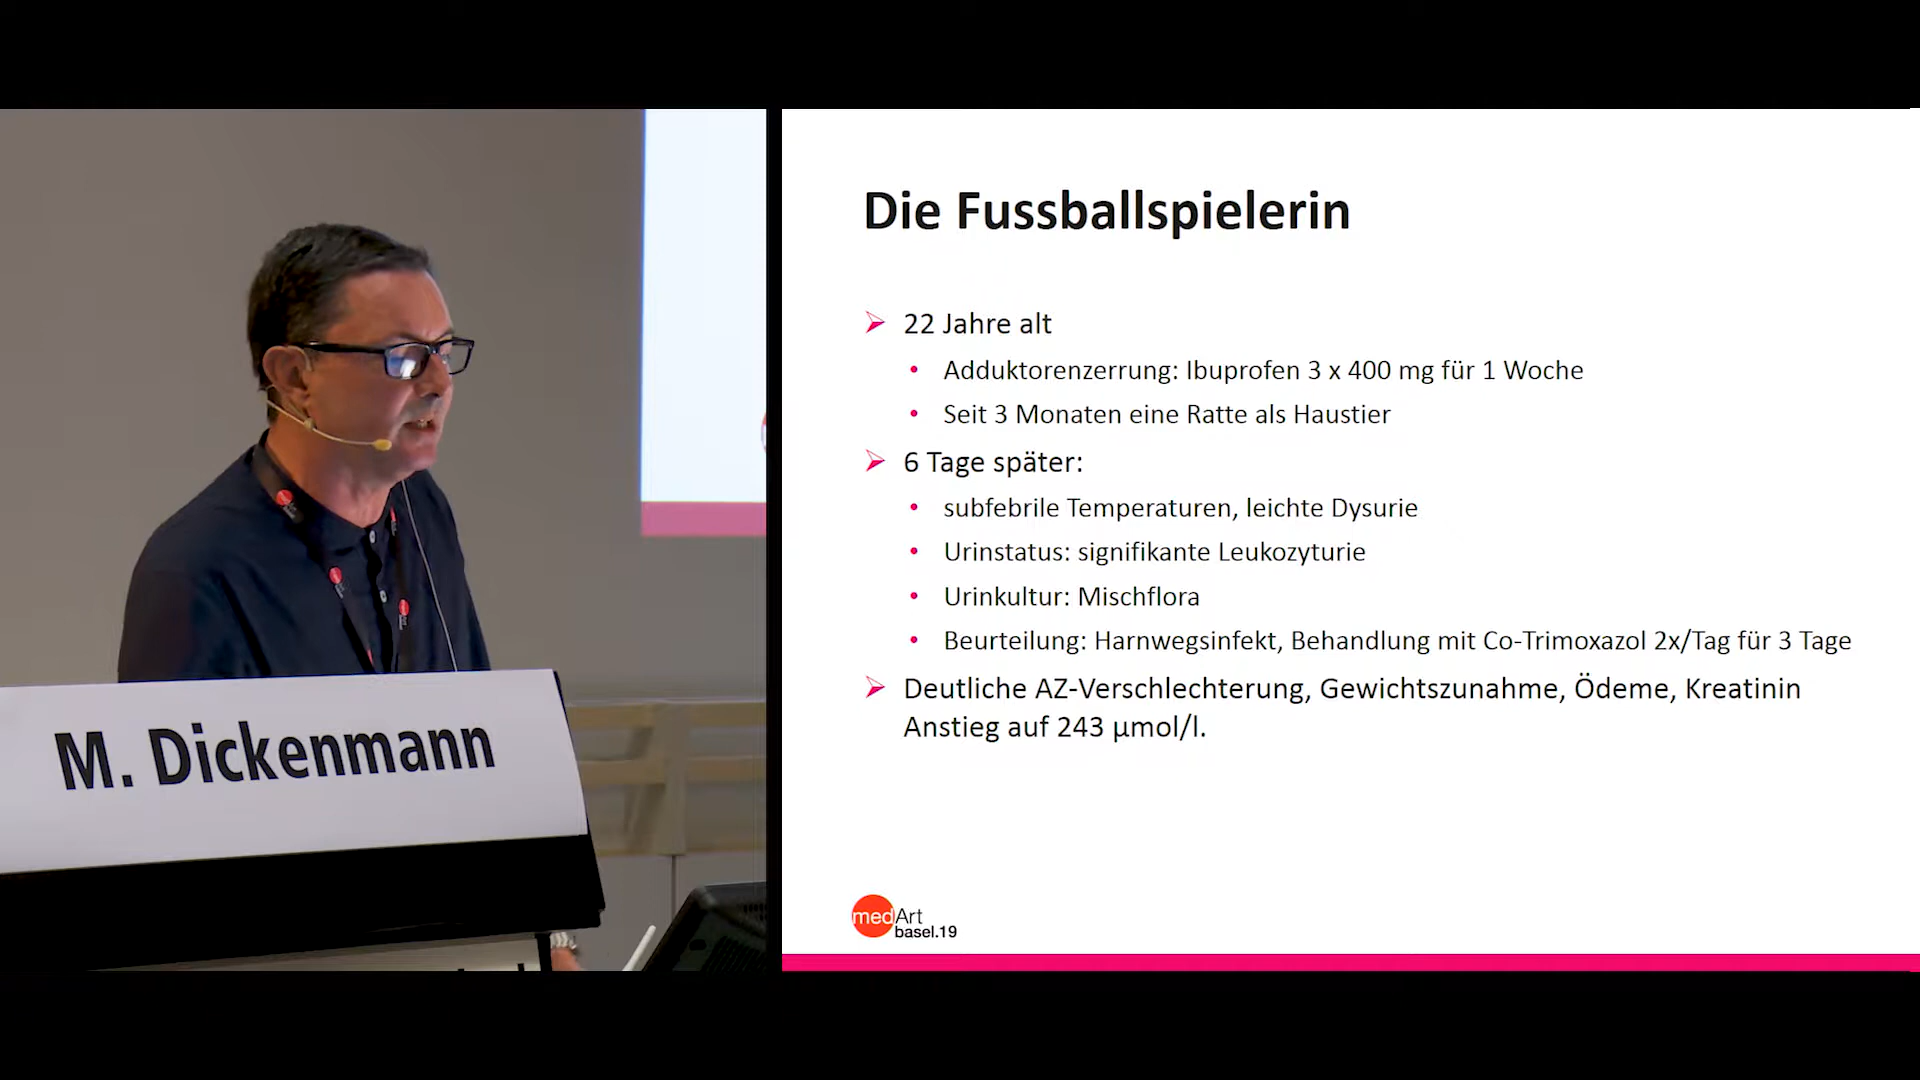 M. Dickenmann
Die Fussballspielerin
22 Jahre alt
Adduktorenzerrung: Ibuprofen 3 x 400 mg für 1 Woche
Seit 3 Monaten eine Ratte als Haustier
6 Tage später:
subfebrile Temperaturen, leichte Dysurie
Urinstatus: signifikante Leukozyturie
Urinkultur: Mischflora
Beurteilung: Harnwegsinfekt, Behandlung mit Co-Trimoxazol 2x/Tag für 3 Tage
Deutliche AZ-Verschlechterung, Gewichtszunahme, Ödeme, Kreatinin
Anstieg auf 243 µmol/l.
medArt
basel.19